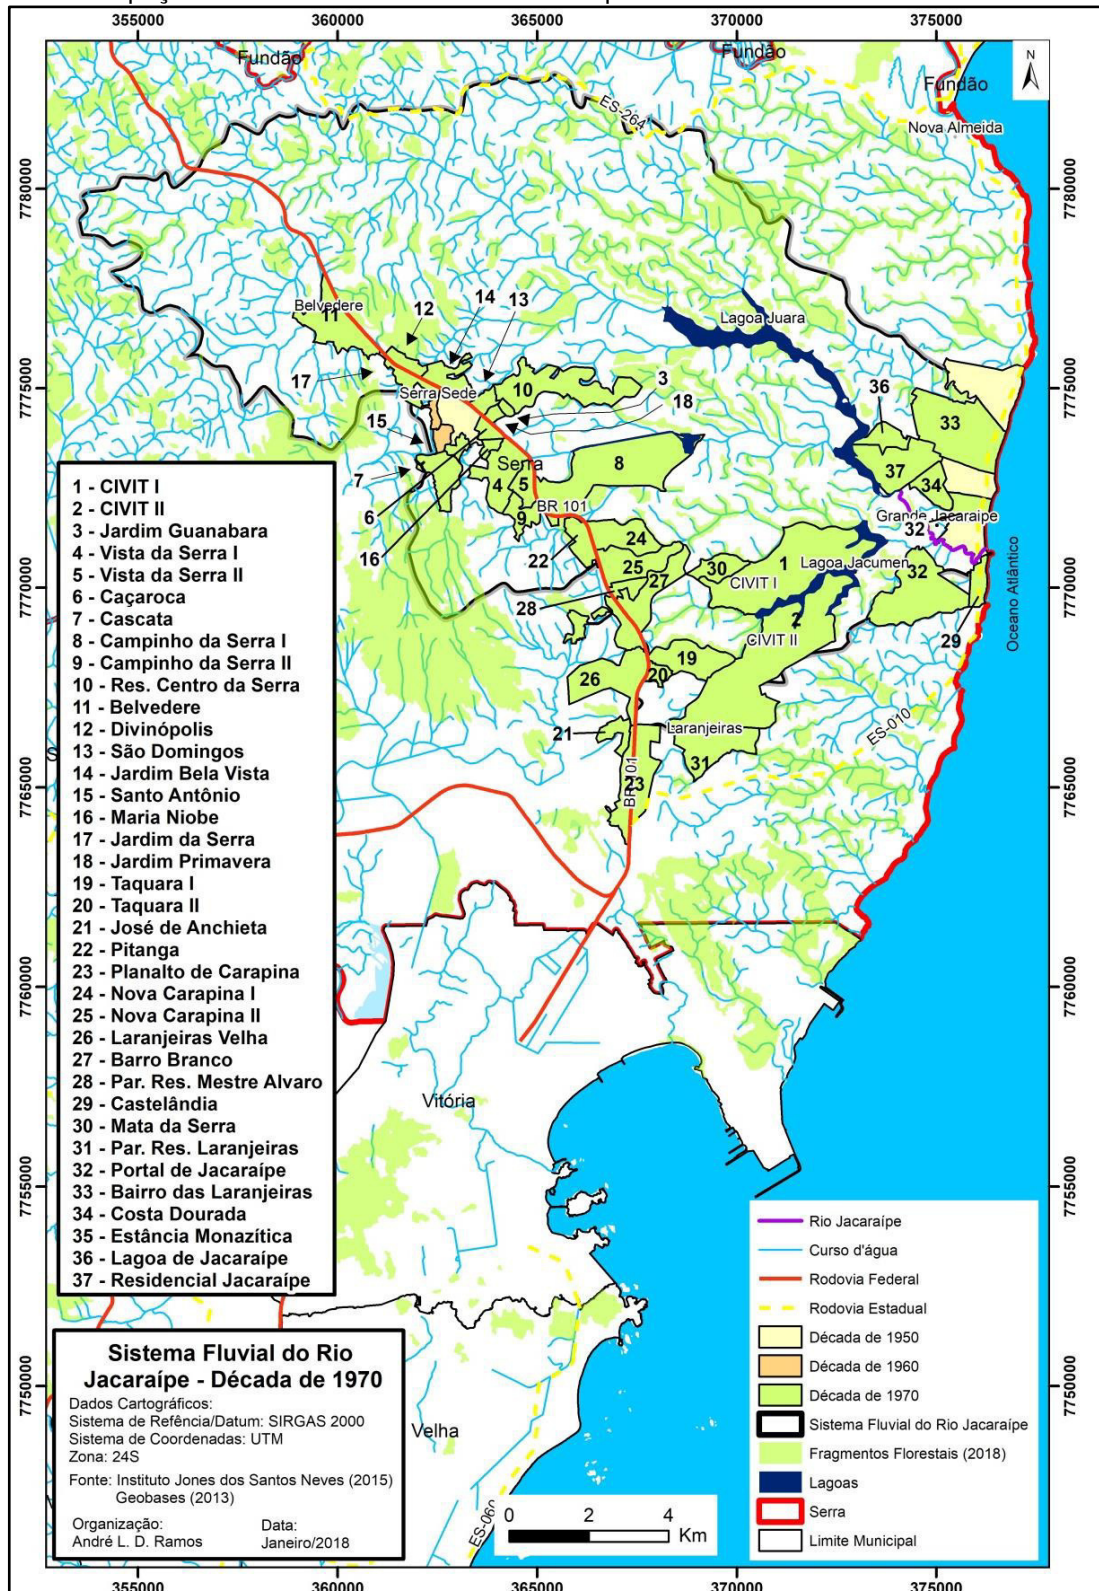 355000 360000 365000 370000 375000
Fundão
Fundão
Fundão
N
ES-264
Nova Almeida
7780000
7780000
Belvedere
11
12
14
13
Lagoa Juara
17
Serra Sede
10
3
36
7775000
7775000
15
18
33
Serra
8
37
7
4
5
34
6
9
BR 101
Grande Jacaraípe
32
16
22
24
1 - CIVIT I
2 - CIVIT II
3 - Jardim Guanabara
4 - Vista da Serra I
5 - Vista da Serra II
6 - Caçaroca
7 - Cascata
8 - Campinho da Serra I
9 - Campinho da Serra II
10 - Res. Centro da Serra
11 - Belvedere
12 - Divinópolis
13 - São Domingos
14 - Jardim Bela Vista
15 - Santo Antônio
16 - Maria Niobe
17 - Jardim da Serra
18 - Jardim Primavera
19 - Taquara I
20 - Taquara II
21 - José de Anchieta
22 - Pitanga
23 - Planalto de Carapina
24 - Nova Carapina I
25 - Nova Carapina II
26 - Laranjeiras Velha
27 - Barro Branco
28 - Par. Res. Mestre Alvaro
29 - Castelândia
30 - Mata da Serra
31 - Par. Res. Laranjeiras
32 - Portal de Jacaraípe
33 - Bairro das Laranjeiras
34 - Costa Dourada
35 - Estância Monazítica
36 - Lagoa de Jacaraípe
37 - Residencial Jacaraípe
25
27
30
1
Lagoa Jacumen
32
CIVIT I
7770000
7770000
28
2
CIVIT II
29
Oceano Atlântico
19
20
26
21
Laranjeiras
ES-010
31
23
BR 101
7765000
7765000
7760000
7760000
Vitória
7755000
7755000
Rio Jacaraípe
Curso d'água
Rodovia Federal
Rodovia Estadual
Década de 1950
Década de 1960
Década de 1970
Sistema Fluvial do Rio Jacaraípe
Fragmentos Florestais (2018)
Lagoas
Serra
Limite Municipal
7750000
7750000
Velha
ES-060
Sistema Fluvial do Rio
Jacaraípe - Década de 1970
Dados Cartográficos:
Sistema de Refência/Datum: SIRGAS 2000
Sistema de Coordenadas: UTM
Zona: 24S
Fonte: Instituto Jones dos Santos Neves (2015)
Geobases (2013)
Organização:
André L. D. Ramos
Data:
Janeiro/2018
0 2 4
Km
355000 360000 365000 370000 375000